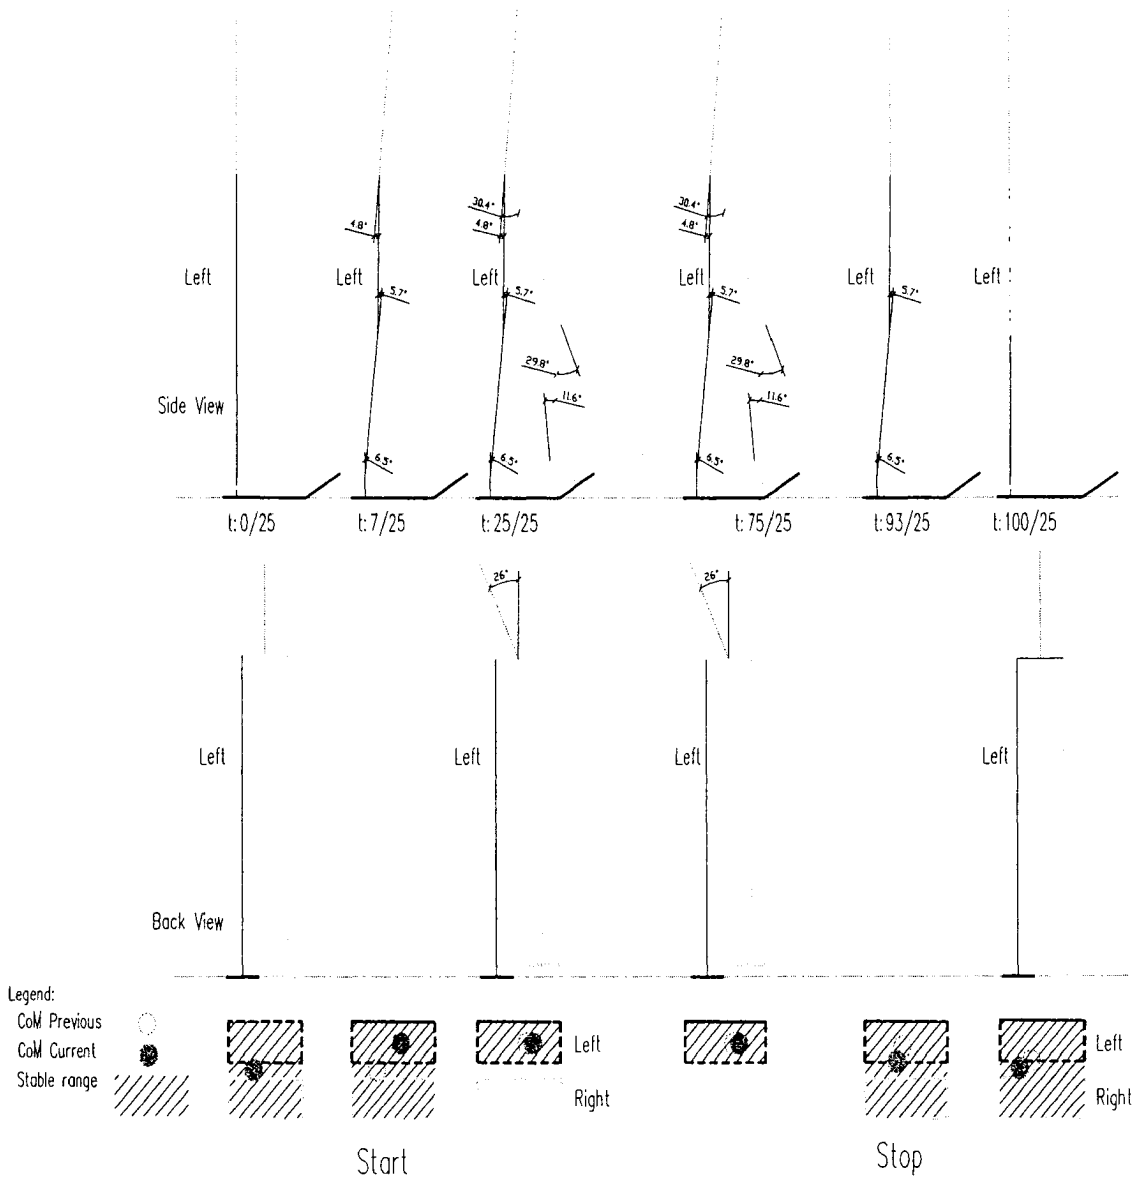 30.4°
30.4°
4.8°
4.8°
4.8°
Left
Left
Left
Left
Left
Left
5.7°
5.7°
5.7°
5.7°
29.8°
29.8°
Side View
11.6°
11.6°
6.5°
6.5°
6.5°
6.5°
t:0/25
t:7/25
t:25/25
t:75/25
t:93/25
t:100/25
26°
26°
Left
Left
Left
Left
Back View
Legend:
CoM Previous
CoM Current
Left
Left
Stable range
Right
Right
Start
Stop